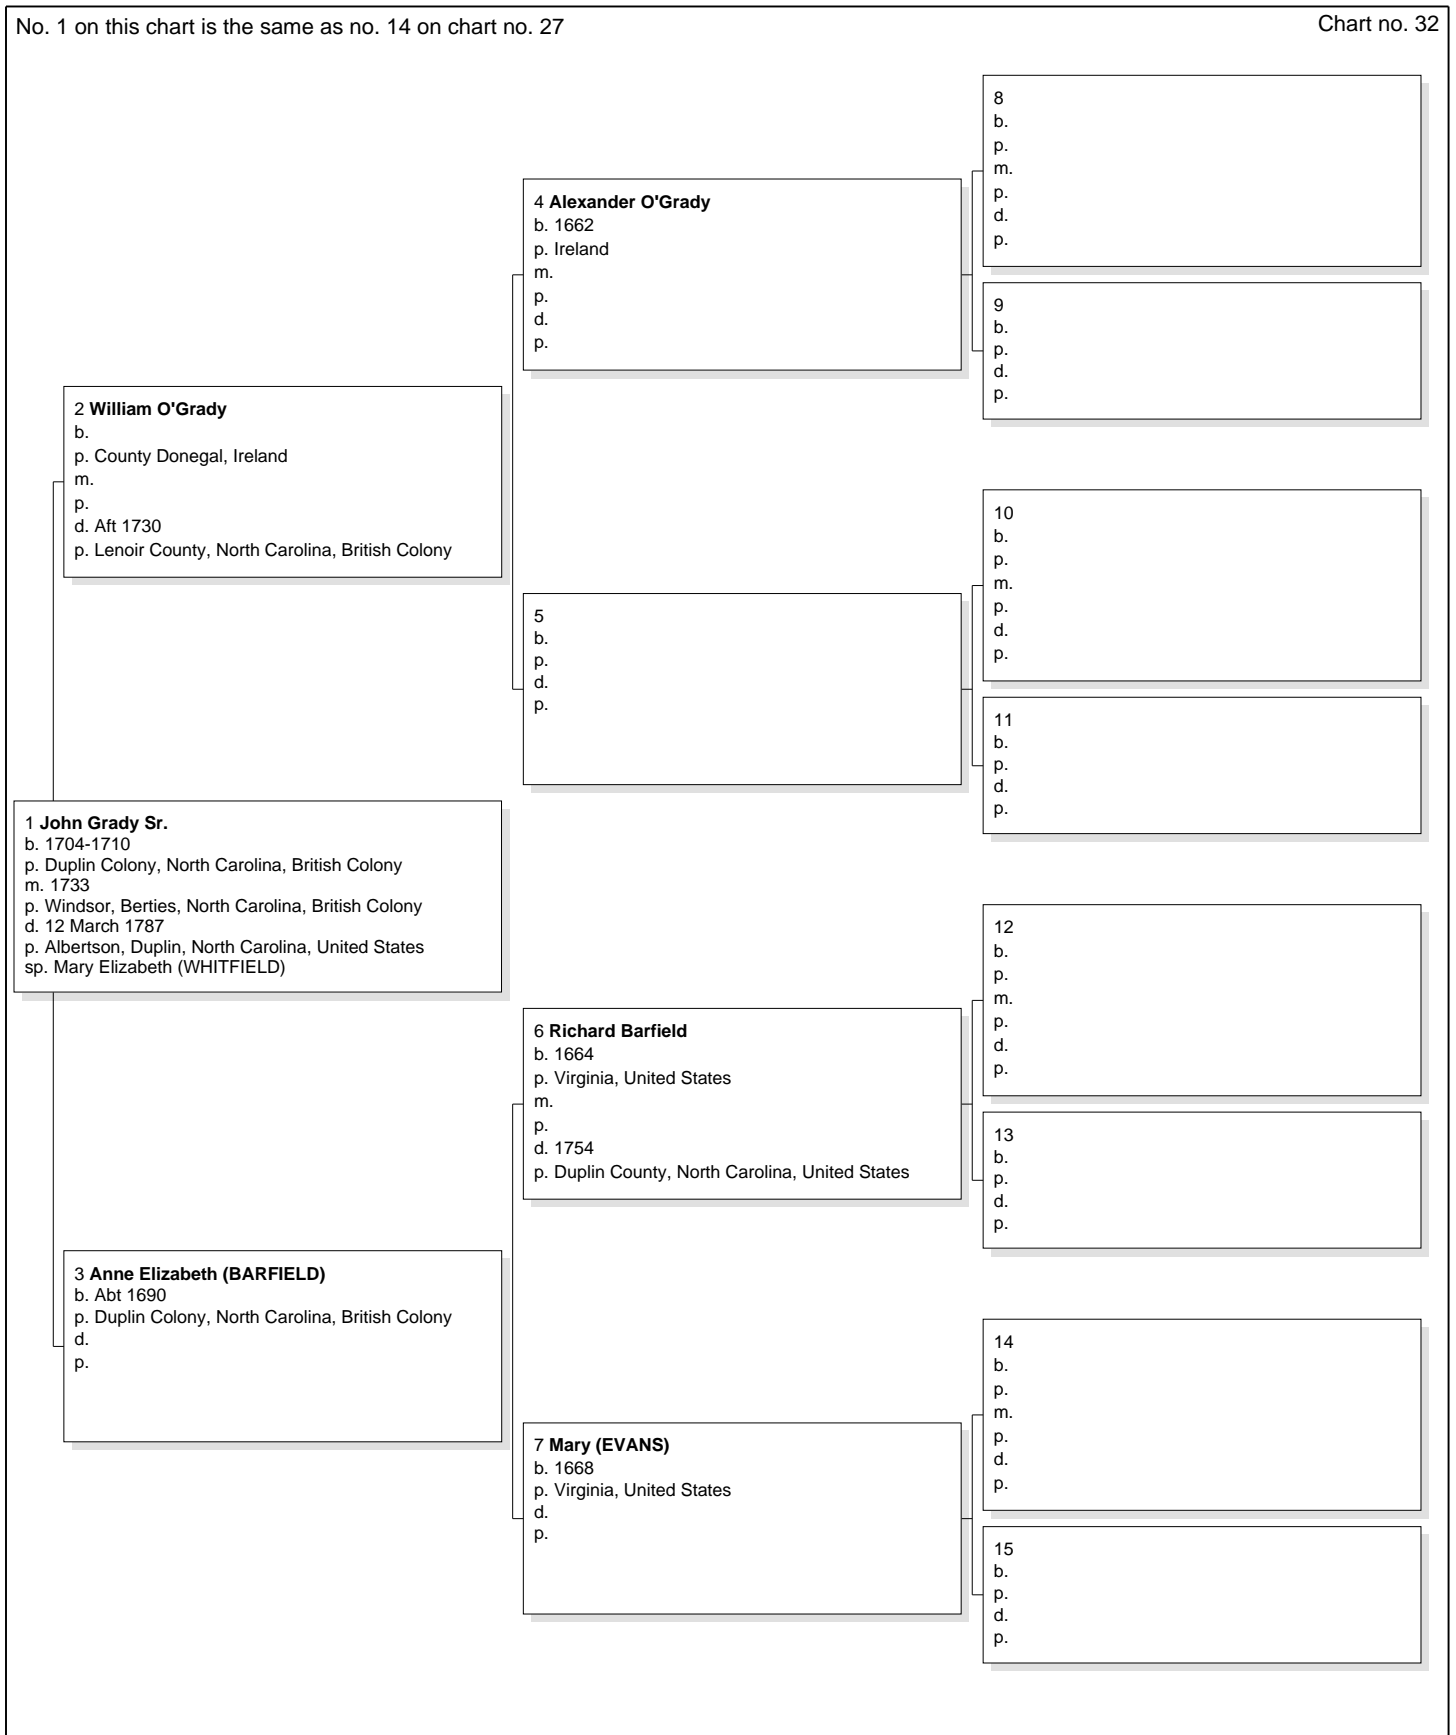 No. 1 on this chart is the same as no. 14 on chart no. 27
Chart no. 32
8
b.
p.
m.
p.
d.
p.
4 Alexander O'Grady
b. 1662
p. Ireland
m.
p.
d.
p.
9
b.
p.
d.
p.
2 William O'Grady
b.
p. County Donegal, Ireland
m.
p.
d. Aft 1730
p. Lenoir County, North Carolina, British Colony
10
b.
p.
m.
p.
d.
p.
5
b.
p.
d.
p.
11
b.
p.
d.
p.
1 John Grady Sr.
b. 1704-1710
p. Duplin Colony, North Carolina, British Colony
m. 1733
p. Windsor, Berties, North Carolina, British Colony
d. 12 March 1787
p. Albertson, Duplin, North Carolina, United States
sp. Mary Elizabeth (WHITFIELD)
12
b.
p.
m.
p.
d.
p.
6 Richard Barfield
b. 1664
p. Virginia, United States
m.
p.
d. 1754
p. Duplin County, North Carolina, United States
13
b.
p.
d.
p.
3 Anne Elizabeth (BARFIELD)
b. Abt 1690
p. Duplin Colony, North Carolina, British Colony
d.
p.
14
b.
p.
m.
p.
d.
p.
7 Mary (EVANS)
b. 1668
p. Virginia, United States
d.
p.
15
b.
p.
d.
p.